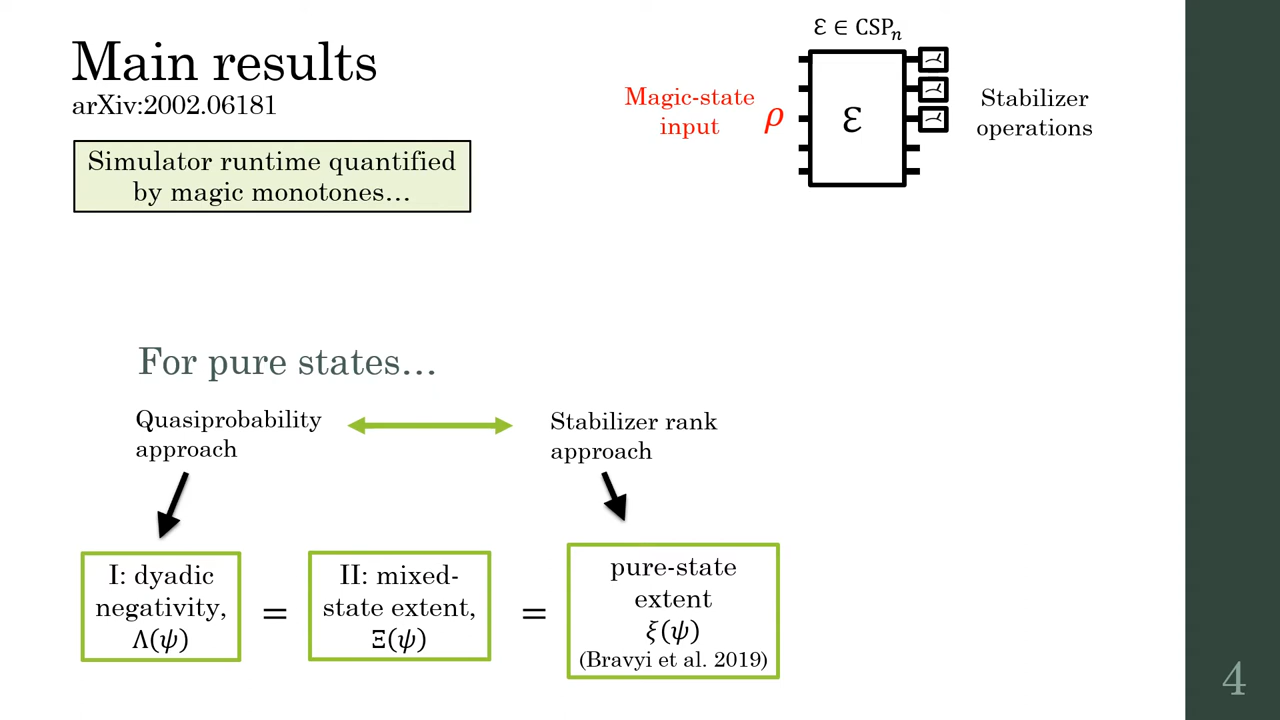 Main results
arXiv:2002.06181
Simulator runtime quantified
by magic monotones…
ℰ ∈ CSPₙ
Magic-state
input
ρ
ℰ
Stabilizer
operations
For pure states…
Quasiprobability
approach
Stabilizer rank
approach
I: dyadic
negativity,
Λ(ψ)
=
II: mixed-
state extent,
Ξ(ψ)
=
pure-state
extent
ξ(ψ)
(Bravyi et al. 2019)
4